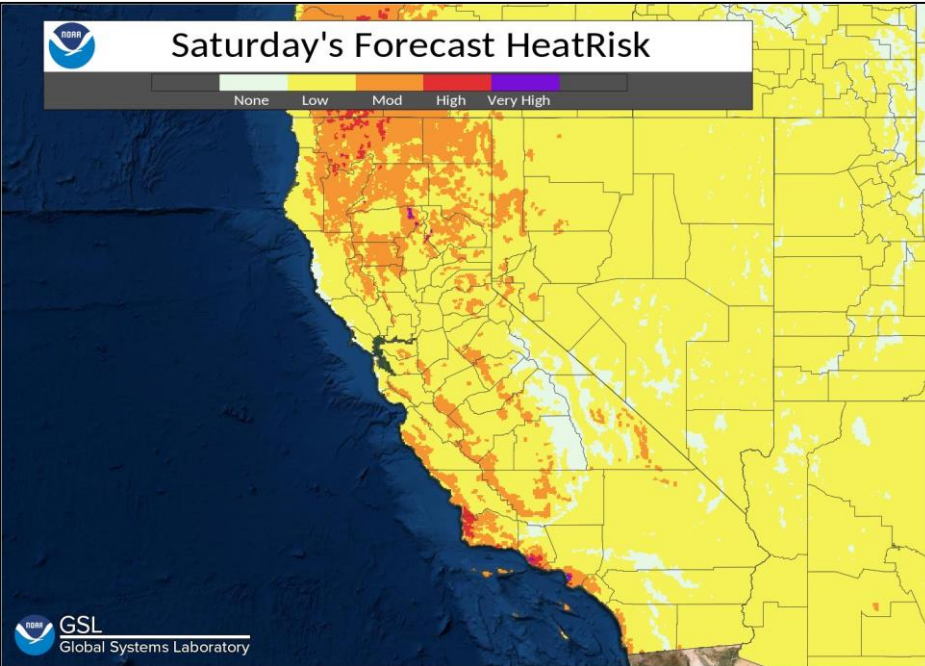 NOAA
Saturday's Forecast HeatRisk
None Low Mod High Very High
NOAA
GSL
Global Systems Laboratory